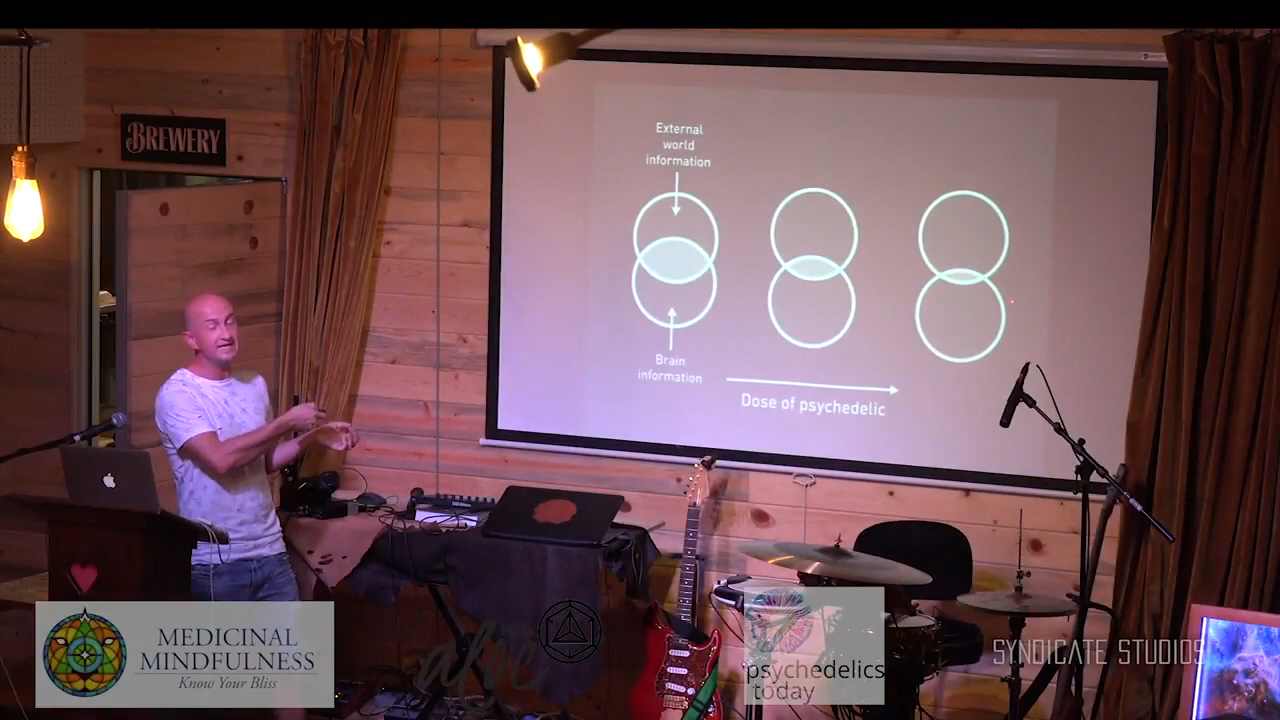 BREWERY
External
world
information
Brain
information
Dose of psychedelic
MEDICINAL
MINDFULNESS
Know Your Bliss
psychedelics
today
SYNDICATE STUDIOS